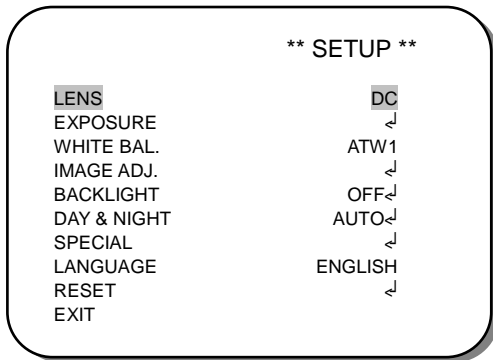 ** SETUP **
LENS DC
EXPOSURE ↲
WHITE BAL. ATW1
IMAGE ADJ. ↲
BACKLIGHT OFF↲
DAY & NIGHT AUTO↲
SPECIAL ↲
LANGUAGE ENGLISH
RESET ↲
EXIT